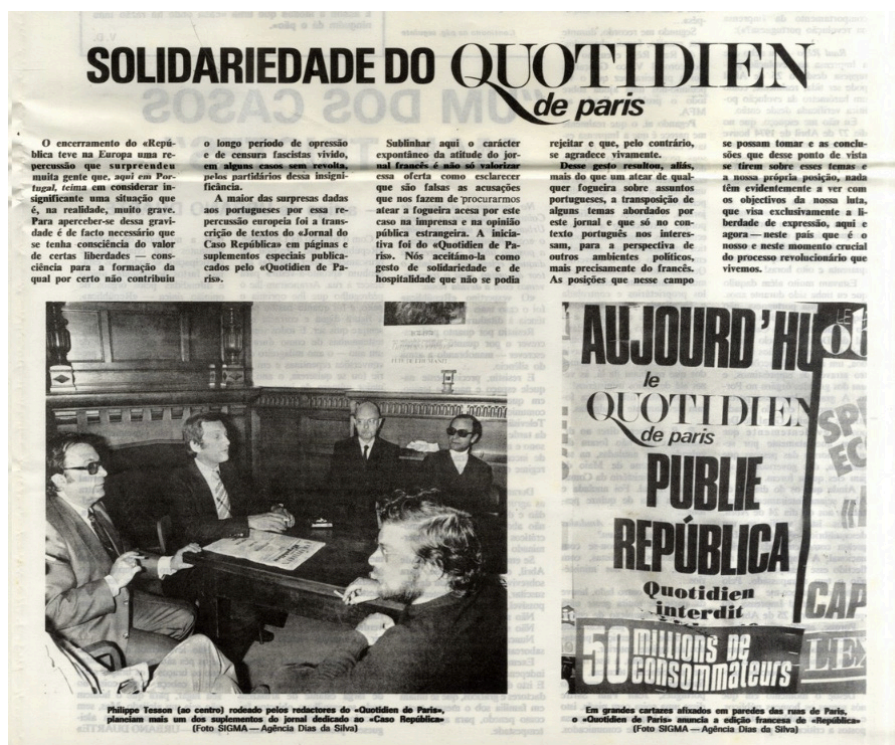 SOLIDARIEDADE DO QUOTIDIEN
de paris
O encerramento do «Repú-
blica teve na Europa uma re-
percussão que surpreendeu
muita gente que, aqui em Por-
tugal, teima em considerar in-
significante uma situação que
é, na realidade, muito grave.
Para aperceber-se dessa gravi-
dade é de facto necessário que
se tenha consciência do valor
de certas liberdades — cons-
ciência para a formação da
qual por certo não contribuiu
o longo período de opressão
e de censura fascistas vivido,
em alguns casos sem revolta,
pelos partidários dessa insigni-
ficância.
A maior das surpresas dadas
aos portugueses por essa re-
percussão europeia foi a trans-
crição de textos do «Jornal do
Caso República» em páginas e
suplementos especiais publica-
cados pelo «Quotidien de Pa-
ris».
Sublinhar aqui o carácter
expontâneo da atitude do jor-
nal francês é não só valorizar
essa oferta como esclarecer
que são falsas as acusações
que nos fazem de procurarmos
atear a fogueira acesa por este
caso na imprensa e na opinião
pública estrangeira. A inicia-
tiva foi do «Quotidien de Pa-
ris». Nós aceitámo-la como
gesto de solidariedade e de
hospitalidade que não se podia
rejeitar e que, pelo contrário,
se agradece vivamente.
Desse gesto resultou, aliás,
mais do que um atear de qual-
quer fogueira sobre assuntos
portugueses, a transposição de
alguns temas abordados por
este jornal e que só no con-
texto português nos interes-
sam, para a perspectiva de
outros ambientes políticos,
mais precisamente do francês.
As posições que nesse campo
se possam tomar e as conclu-
sões que desse ponto de vista
se tirem sobre esses temas e
a nossa própria posição, nada
têm evidentemente a ver com
os objectivos da nossa luta,
que visa exclusivamente a li-
berdade de expressão, aqui e
agora — neste país que é o
nosso e neste momento crucial
do processo revolucionário que
vivemos.
AUJOURD'HU
le
QUOTIDIEN
de paris
PUBLIE
REPÚBLICA
Quotidien
interdit
50 MILLIONS DE
consommateurs
Philippe Tesson (ao centro) rodeado pelos redactores do «Quotidien de Paris»,
planeiam mais um dos suplementos do jornal dedicado ao «Caso República»
(Foto SIGMA — Agência Dias da Silva)
Em grandes cartazes afixados em paredes das ruas de Paris,
o «Quotidien de Paris» anuncia a edição francesa de «República»
(Foto SIGMA — Agência Dias da Silva)